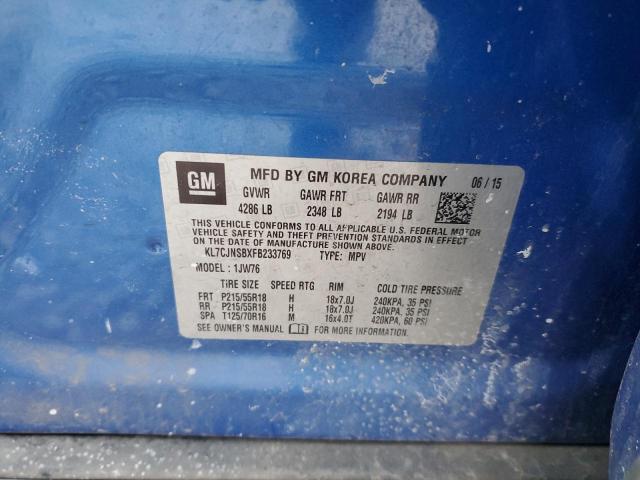 GM
MFD BY GM KOREA COMPANY 06 / 15
GVWR GAWR FRT GAWR RR
4286 LB 2348 LB 2194 LB
THIS VEHICLE CONFORMS TO ALL APPLICABLE U.S. FEDERAL MOTOR
VEHICLE SAFETY AND THEFT PREVENTION STANDARDS IN EFFECT
ON THE DATE OF MANUFACTURE SHOWN ABOVE.
KL7CJNSBXFB233769 TYPE: MPV
MODEL : 1JW76
TIRE SIZE SPEED RTG RIM COLD TIRE PRESSURE
FRT P215/55R18 H 18x7.0J 240KPA, 35 PSI
RR P215/55R18 H 18x7.0J 240KPA, 35 PSI
SPA T125/70R16 M 16x4.0T 420KPA, 60 PSI
SEE OWNER'S MANUAL FOR MORE INFORMATION.